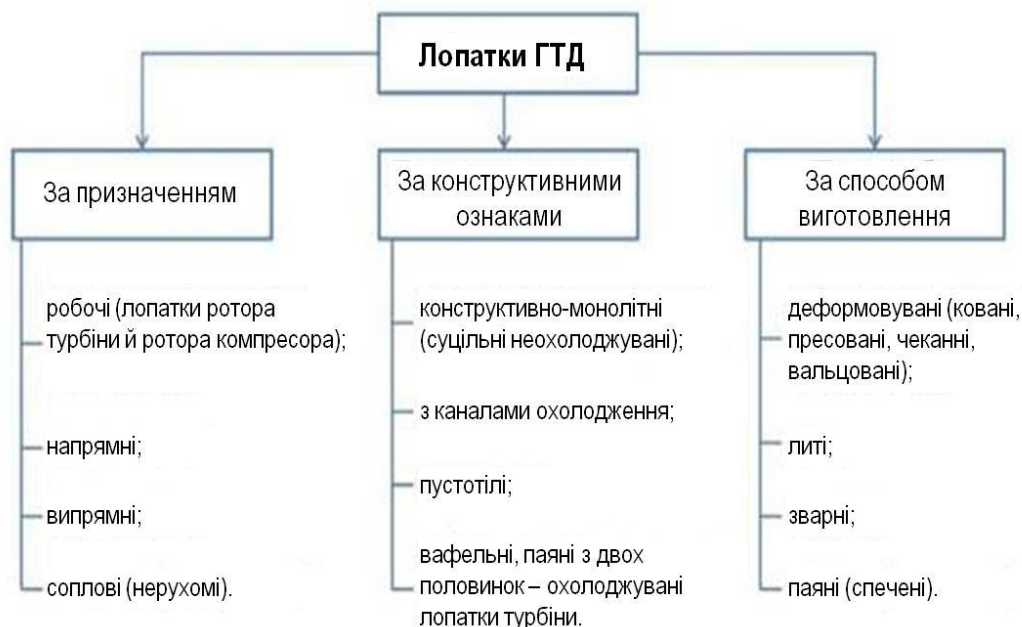 Лопатки ГТД
За призначенням
робочі (лопатки ротора
турбіни й ротора компресора);
напрямні;
випрямні;
соплові (нерухомі).
За конструктивними
ознаками
конструктивно-монолітні
(суцільні неохолоджувані);
з каналами охолодження;
пустотілі;
вафельні, паяні з двох
половинок – охолоджувані
лопатки турбіни.
За способом
виготовлення
деформовувані (ковані,
пресовані, чеканні,
вальцовані);
литі;
зварні;
паяні (спечені).